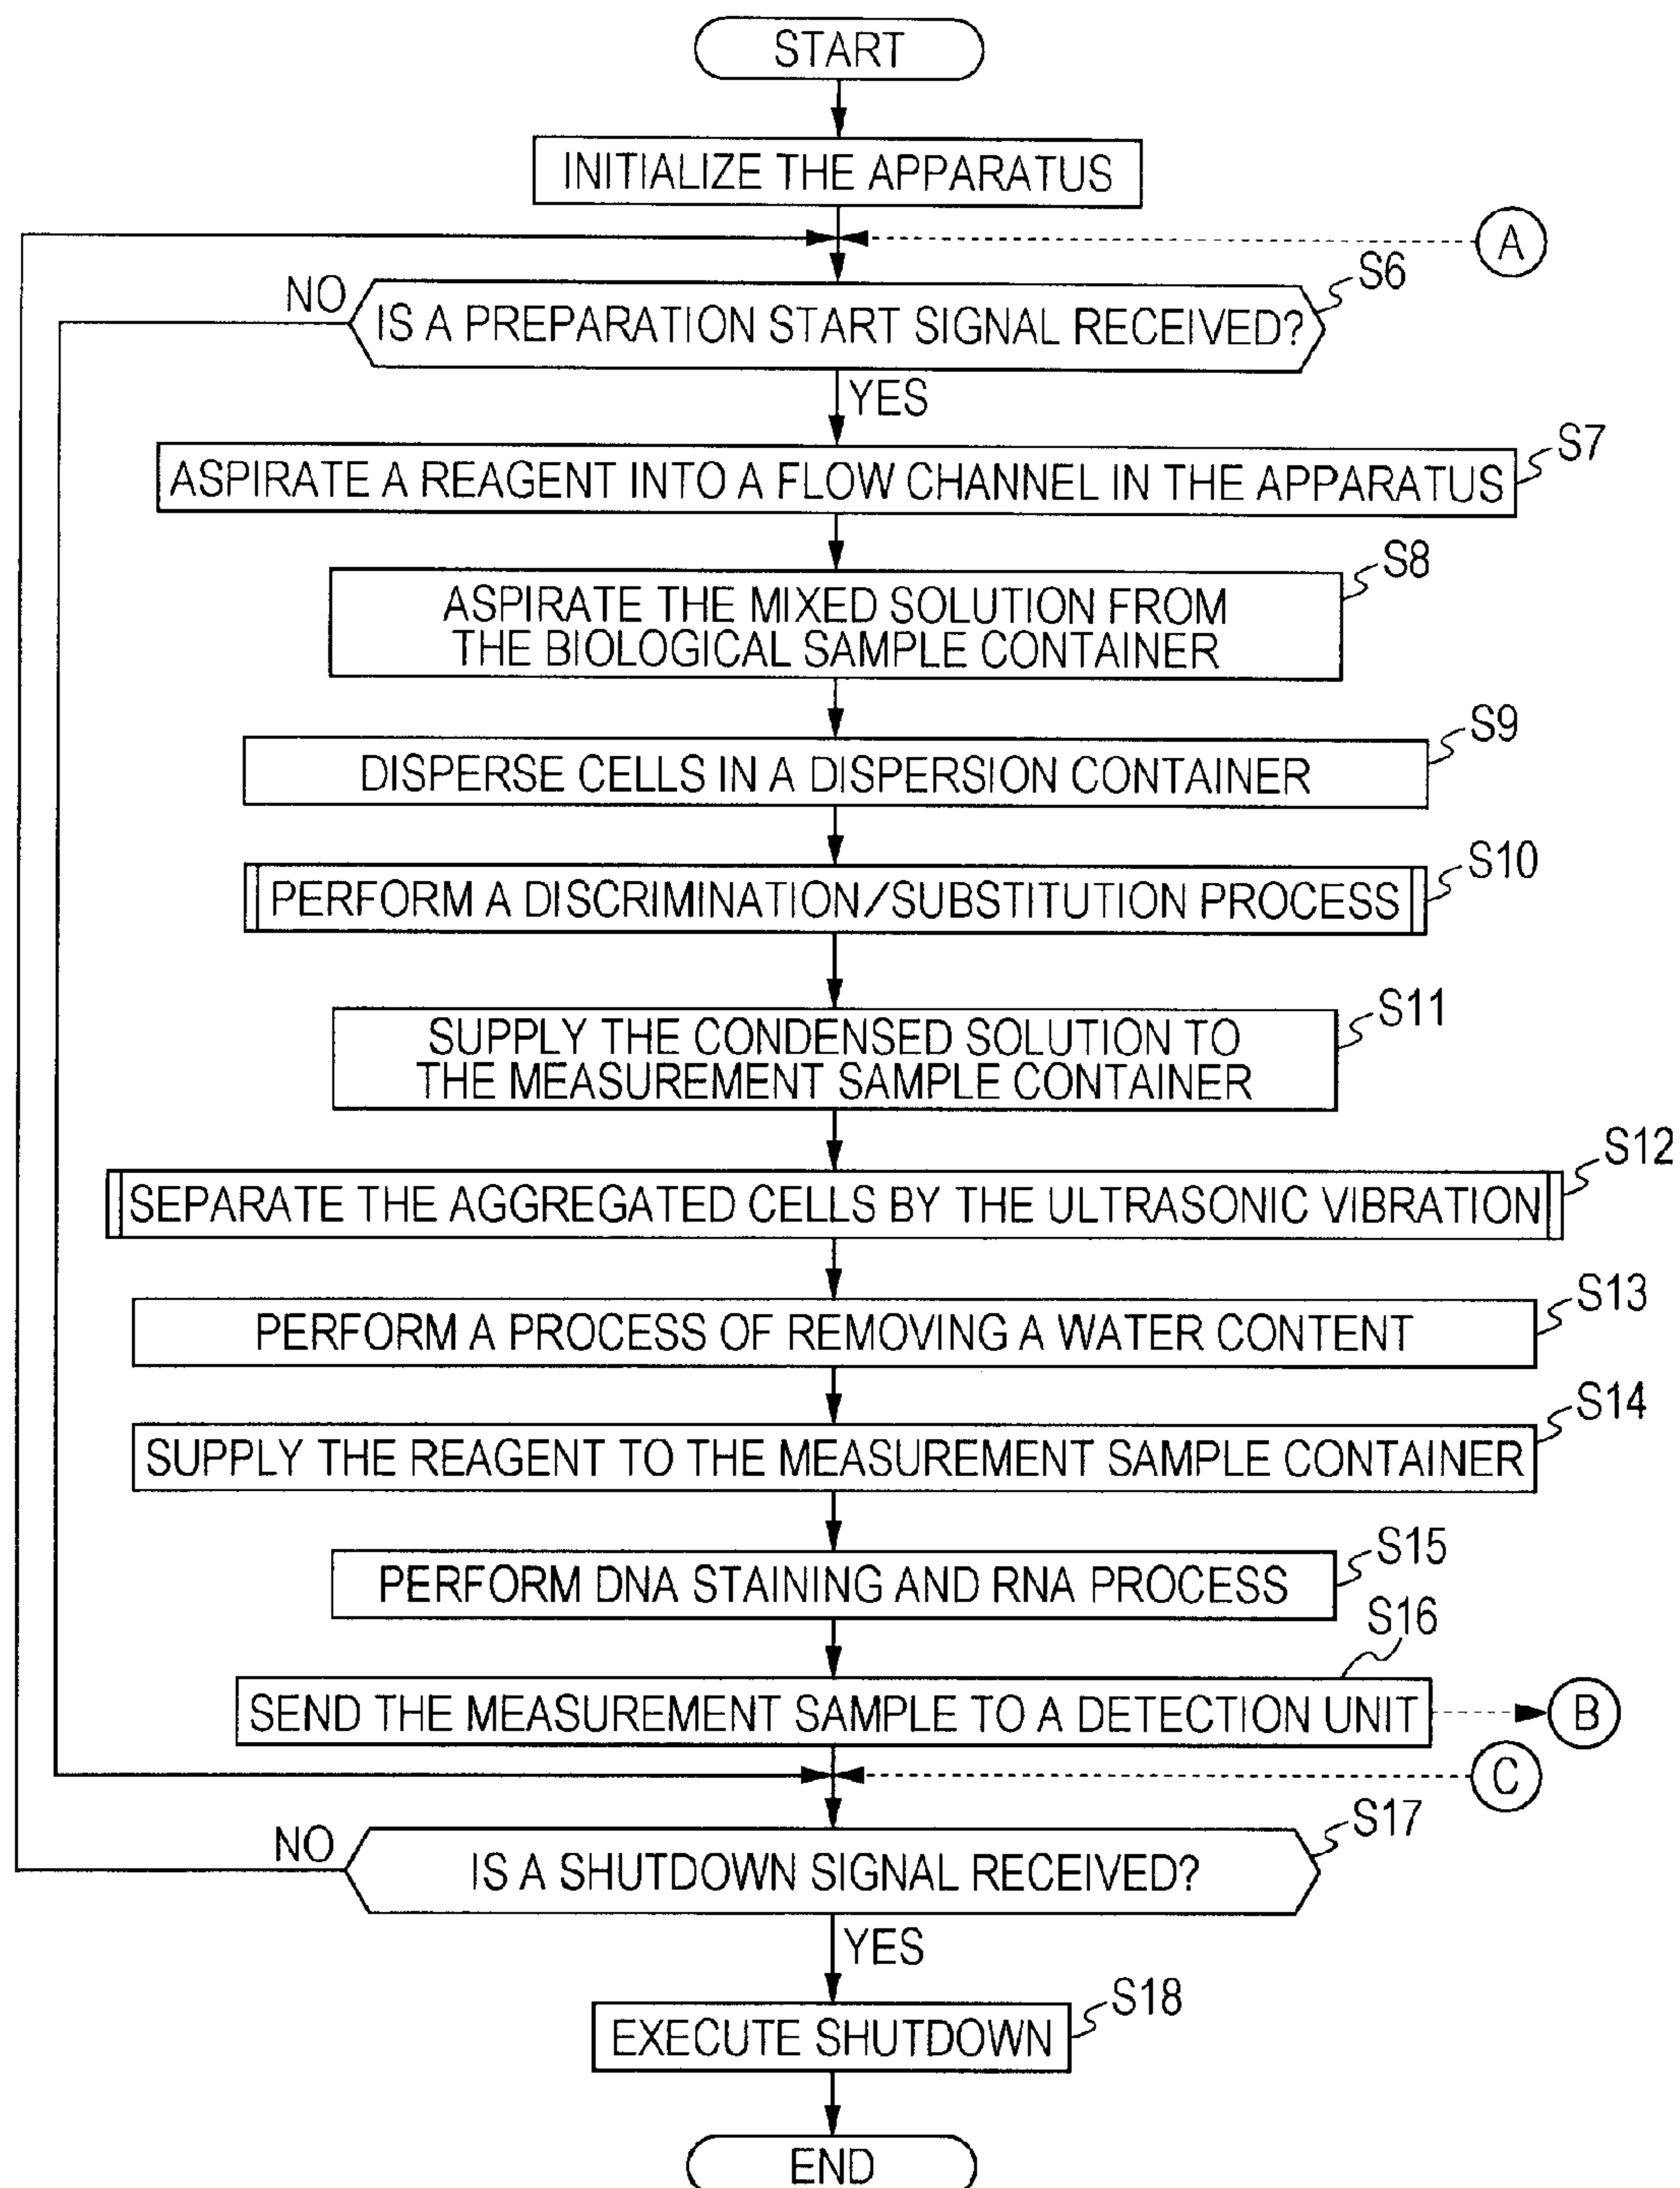 START
INITIALIZE THE APPARATUS
A
S6
NO
IS A PREPARATION START SIGNAL RECEIVED?
YES
S7
ASPIRATE A REAGENT INTO A FLOW CHANNEL IN THE APPARATUS
S8
ASPIRATE THE MIXED SOLUTION FROM
THE BIOLOGICAL SAMPLE CONTAINER
S9
DISPERSE CELLS IN A DISPERSION CONTAINER
S10
PERFORM A DISCRIMINATION/SUBSTITUTION PROCESS
S11
SUPPLY THE CONDENSED SOLUTION TO
THE MEASUREMENT SAMPLE CONTAINER
S12
SEPARATE THE AGGREGATED CELLS BY THE ULTRASONIC VIBRATION
S13
PERFORM A PROCESS OF REMOVING A WATER CONTENT
S14
SUPPLY THE REAGENT TO THE MEASUREMENT SAMPLE CONTAINER
S15
PERFORM DNA STAINING AND RNA PROCESS
S16
SEND THE MEASUREMENT SAMPLE TO A DETECTION UNIT
B
C
S17
NO
IS A SHUTDOWN SIGNAL RECEIVED?
YES
S18
EXECUTE SHUTDOWN
END